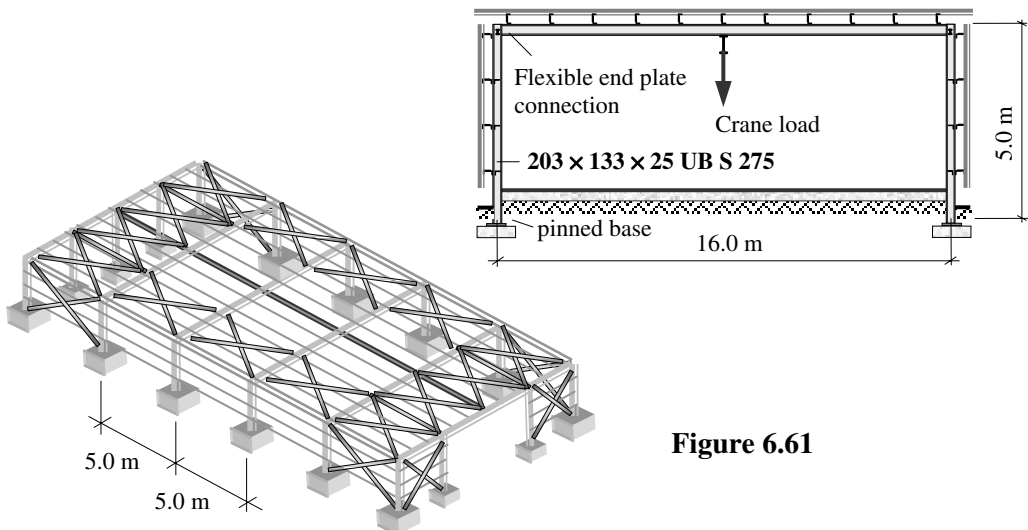 Flexible end plate
connection
Crane load
203 × 133 × 25 UB S 275
5.0 m
pinned base
16.0 m
Figure 6.61
5.0 m
5.0 m